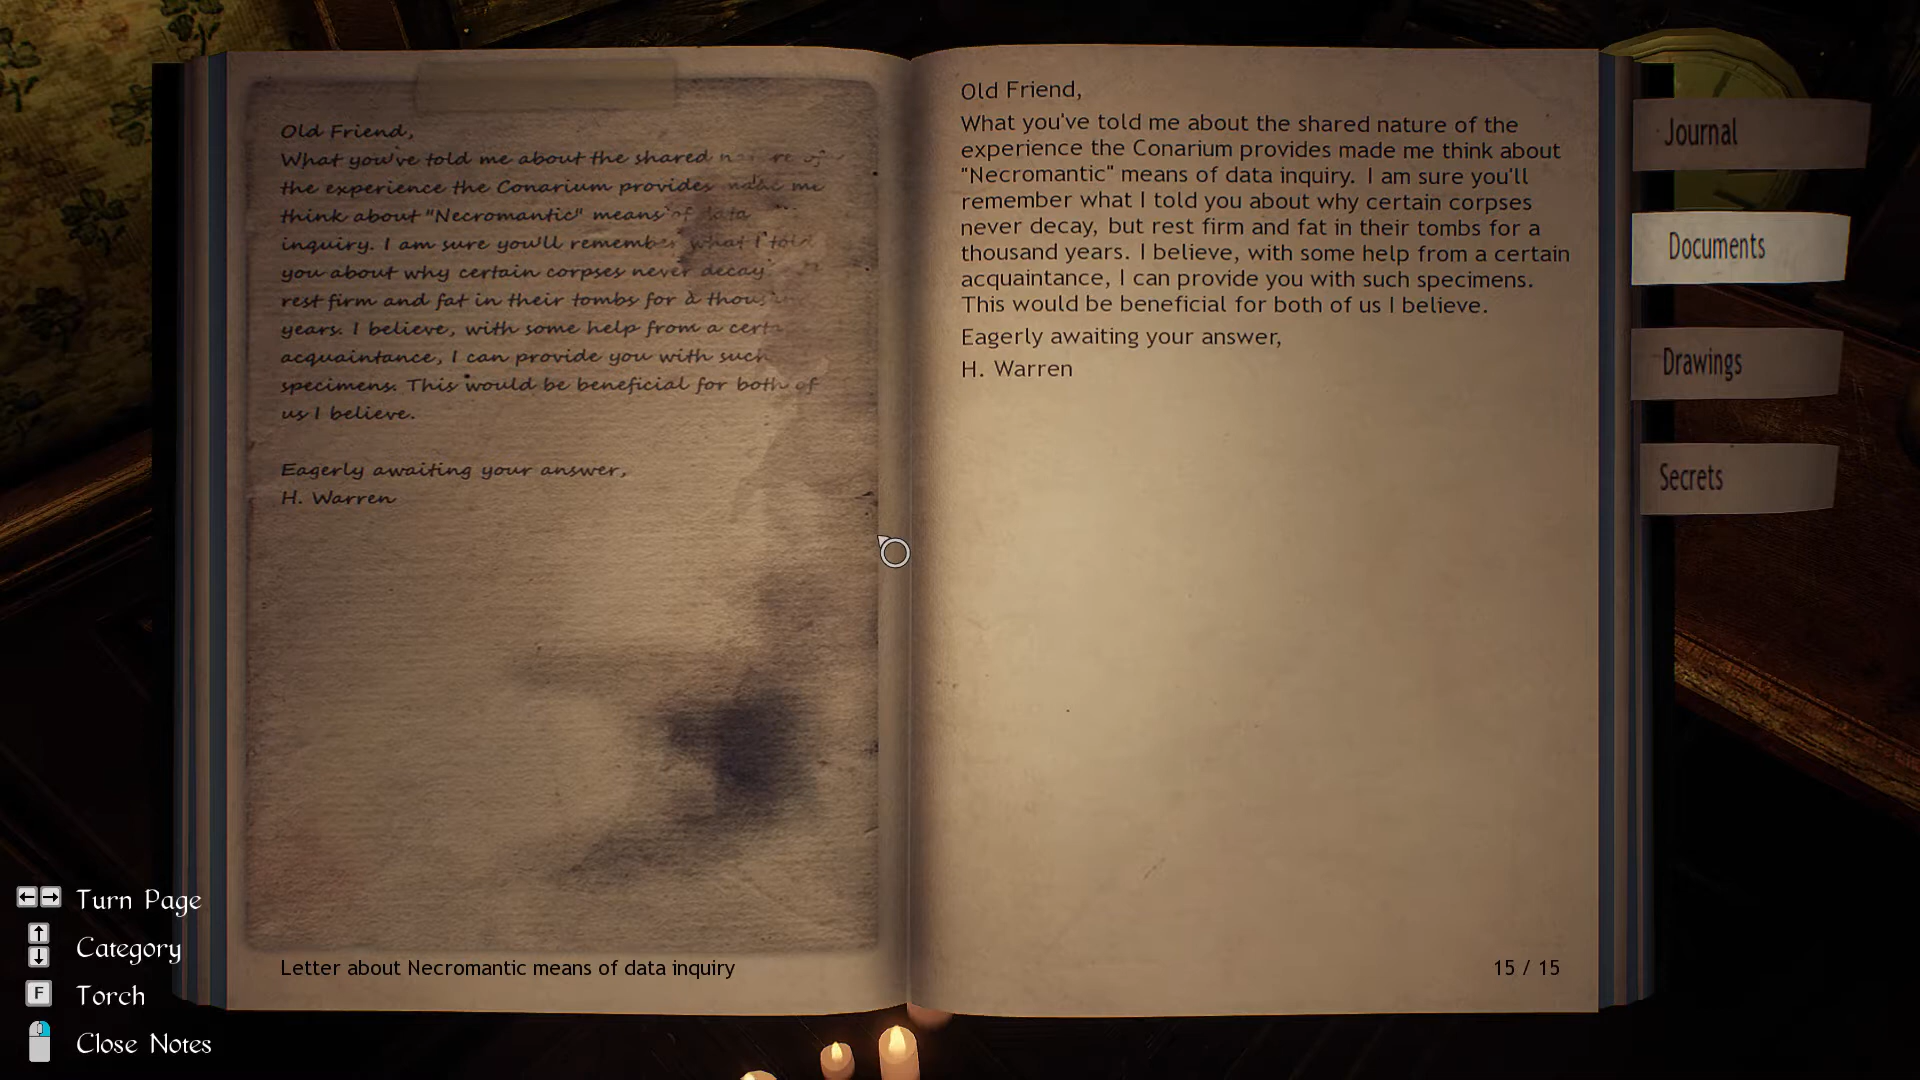 Old Friend,
What you've told me about the shared
the experience the Conarium provides make me
think about "Necromantic" means of data
inquiry. I am sure you'll remember what I told
you about why certain corpses never decay
rest firm and fat in their tombs for a
years. I believe, with some help from a
acquaintance, I can provide you with such
specimens. This would be beneficial for both of
us I believe.
Eagerly awaiting your answer,
H. Warren
Letter about Necromantic means of data inquiry
Old Friend,
What you've told me about the shared nature of the
experience the Conarium provides made me think about
"Necromantic" means of data inquiry. I am sure you'll
remember what I told you about why certain corpses
never decay, but rest firm and fat in their tombs for a
thousand years. I believe, with some help from a certain
acquaintance, I can provide you with such specimens.
This would be beneficial for both of us I believe.
Eagerly awaiting your answer,
H. Warren
15 / 15
Journal
Documents
Drawings
Secrets
Turn Page
Category
F Torch
Close Notes